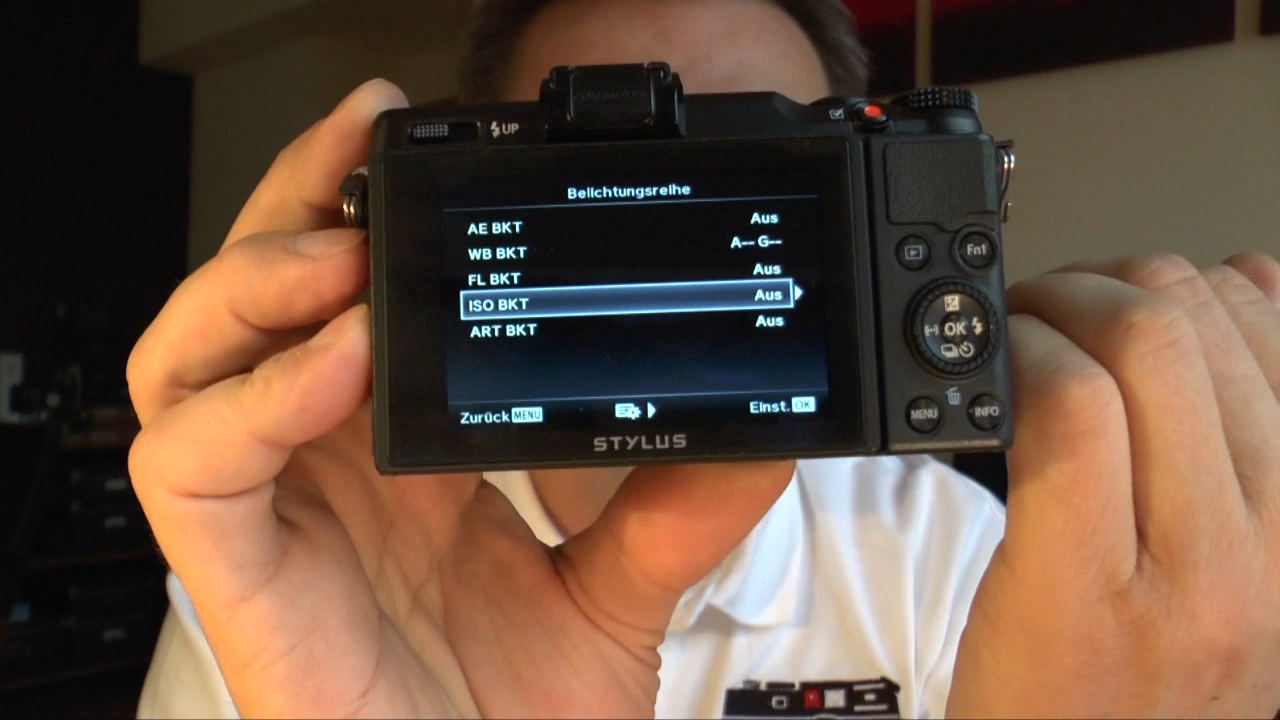 UP
Belichtungsreihe
AE BKT Aus
WB BKT A-- G--
FL BKT Aus
ISO BKT Aus
ART BKT Aus
Zurück MENU Einst. OK
STYLUS
Fn1
OK
MENU INFO